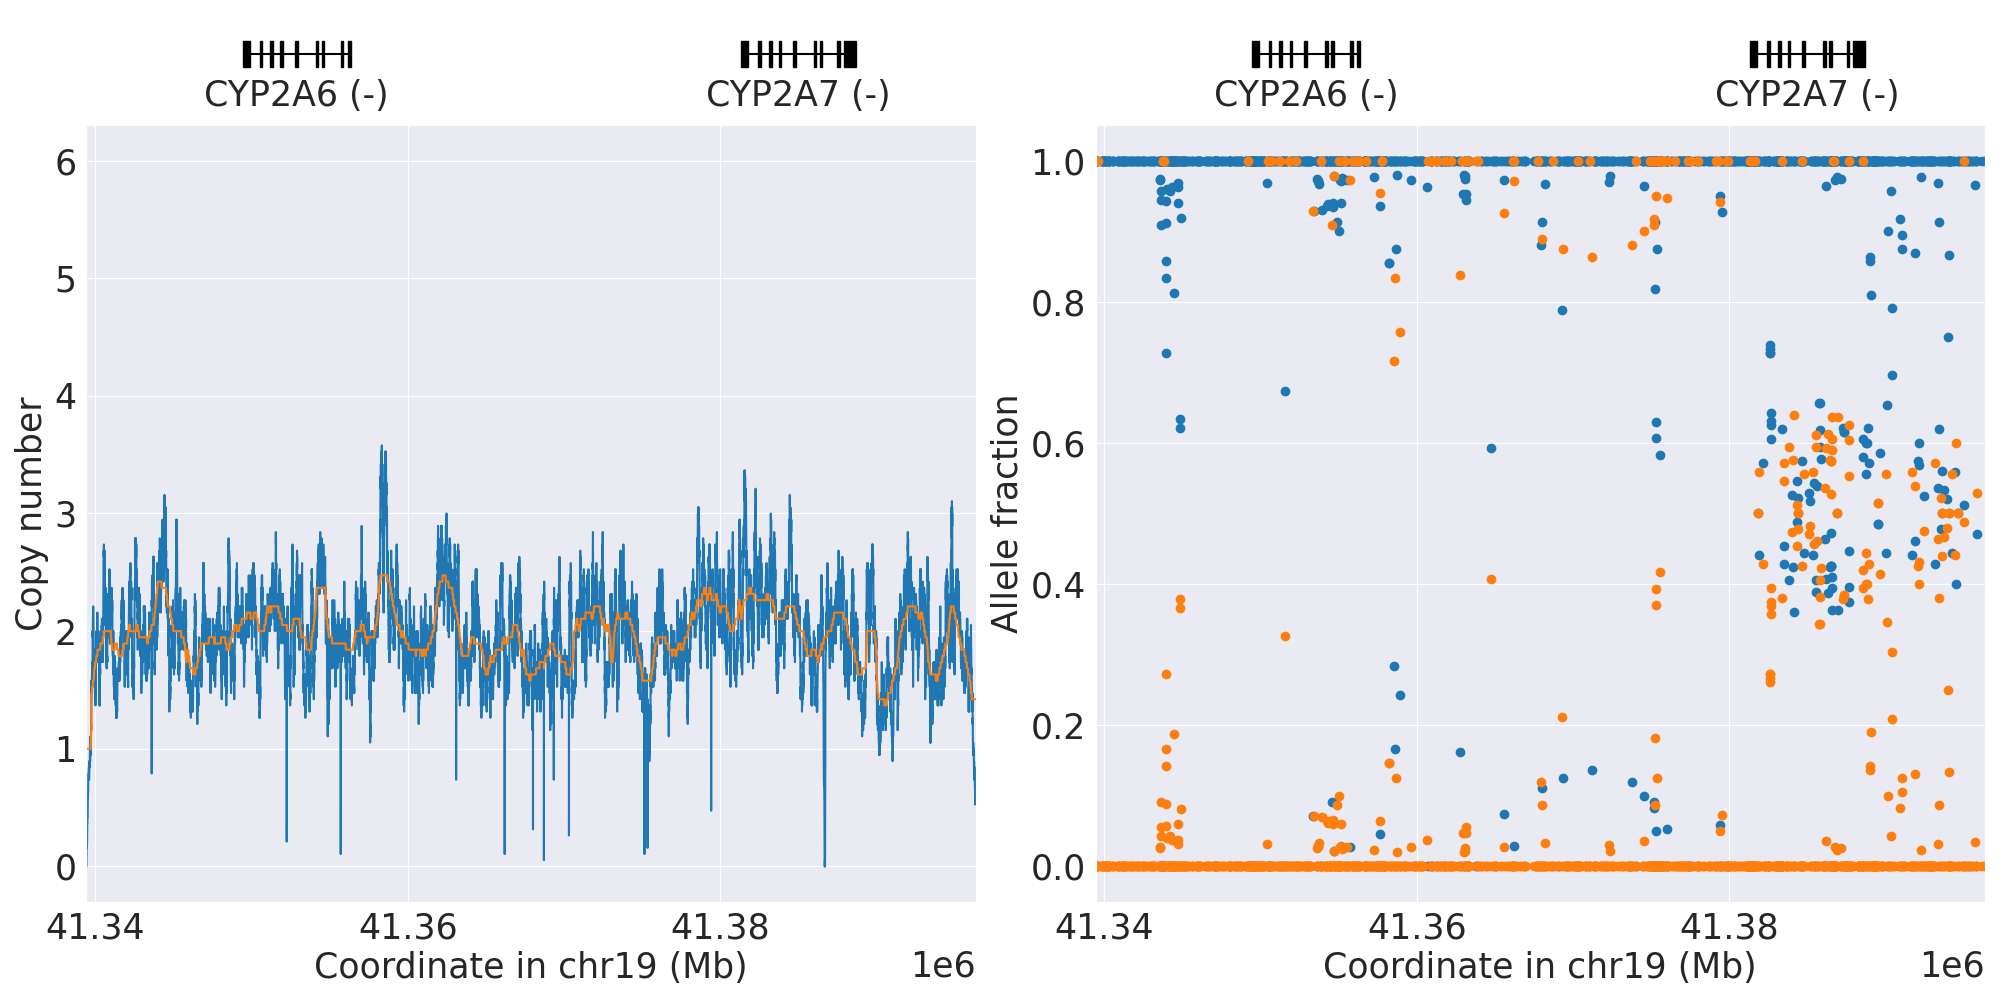 CYP2A6 (-)
CYP2A7 (-)
Copy number
6
5
4
3
2
1
0
41.34
41.36
41.38
Coordinate in chr19 (Mb)
1e6
CYP2A6 (-)
CYP2A7 (-)
Allele fraction
1.0
0.8
0.6
0.4
0.2
0.0
41.34
41.36
41.38
Coordinate in chr19 (Mb)
1e6